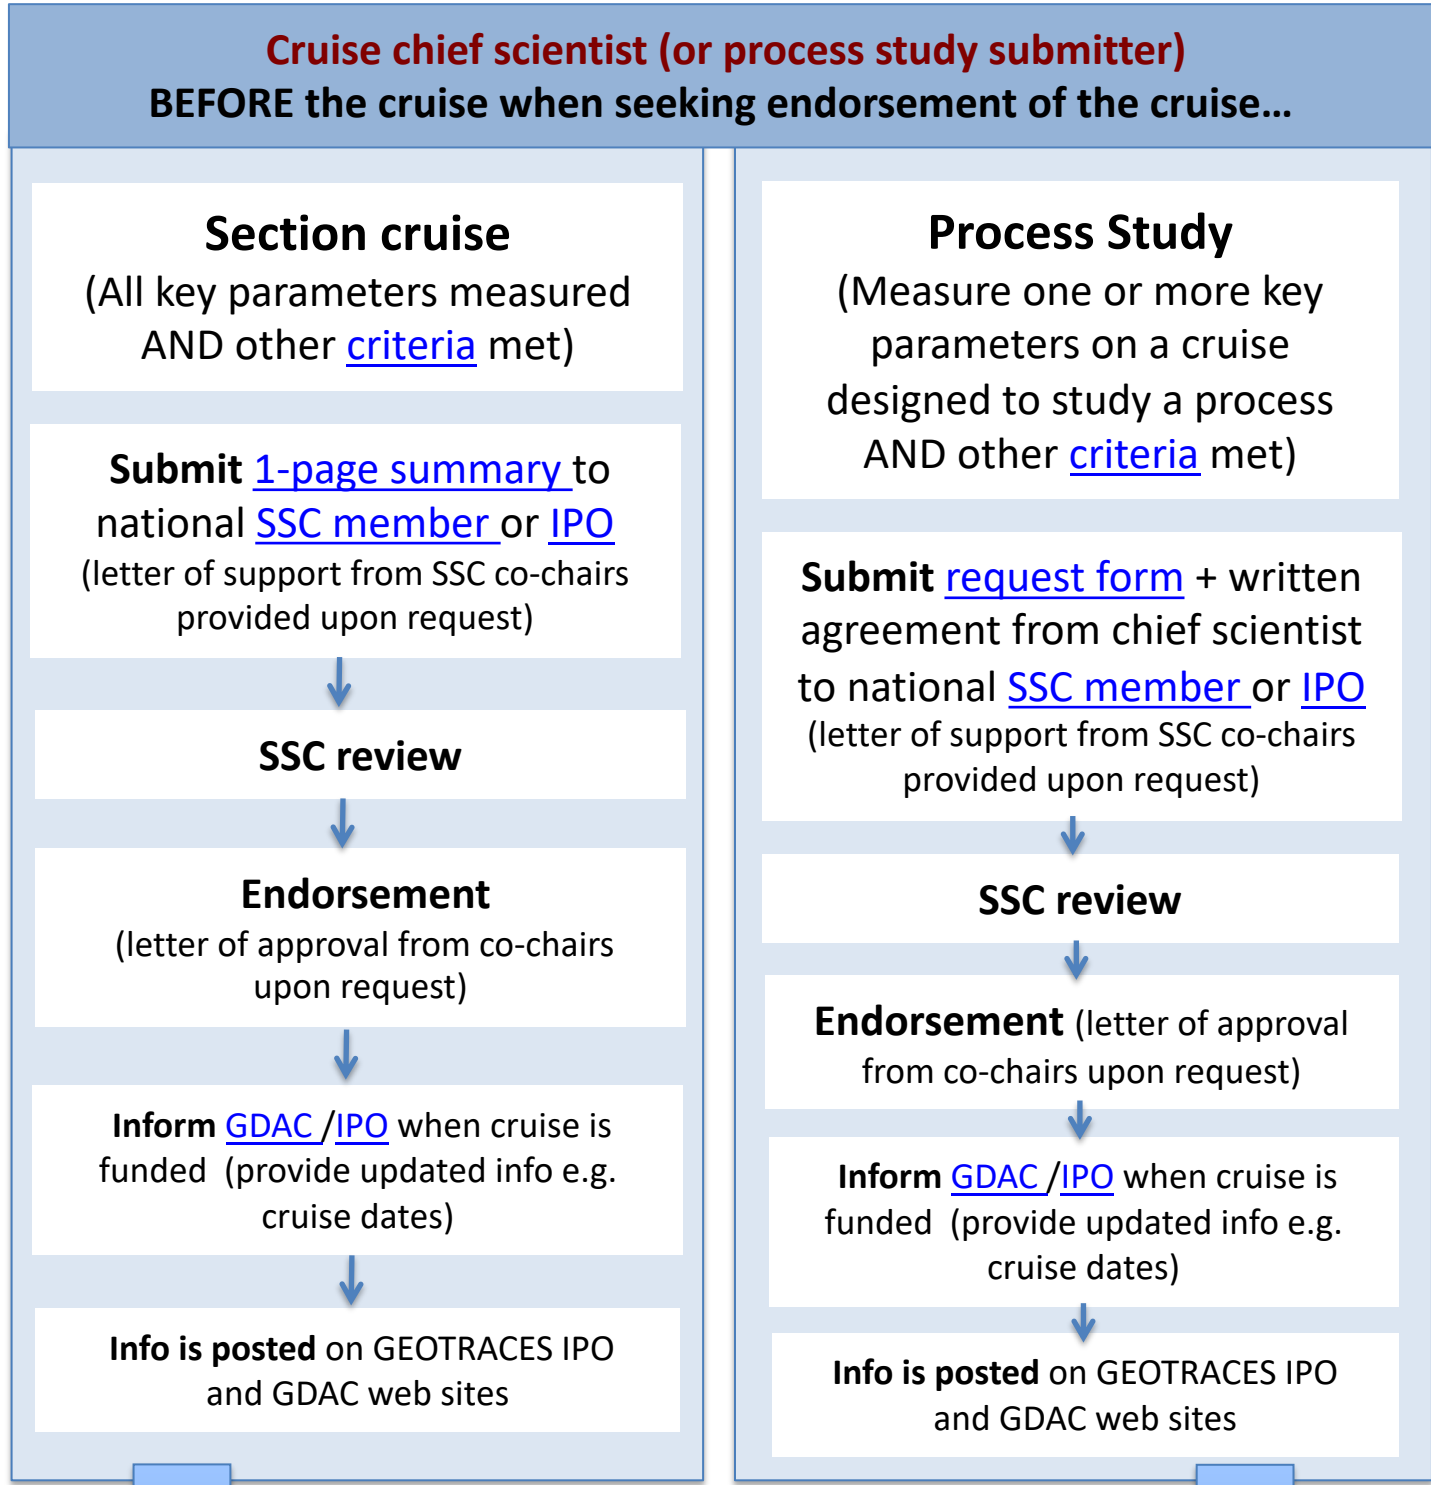 Cruise chief scientist (or process study submitter)
BEFORE the cruise when seeking endorsement of the cruise…
Section cruise
(All key parameters measured
AND other criteria met)
Submit 1-page summary to
national SSC member or IPO
(letter of support from SSC co-chairs
provided upon request)
SSC review
Endorsement
(letter of approval from co-chairs
upon request)
Inform GDAC /IPO when cruise is
funded  (provide updated info e.g.
cruise dates)
Info is posted on GEOTRACES IPO
and GDAC web sites
Process Study
(Measure one or more key
parameters on a cruise
designed to study a process
AND other criteria met)
Submit request form + written
agreement from chief scientist
to national SSC member or IPO
(letter of support from SSC co-chairs
provided upon request)
SSC review
Endorsement (letter of approval
from co-chairs upon request)
Inform GDAC /IPO when cruise is
funded  (provide updated info e.g.
cruise dates)
Info is posted on GEOTRACES IPO
and GDAC web sites